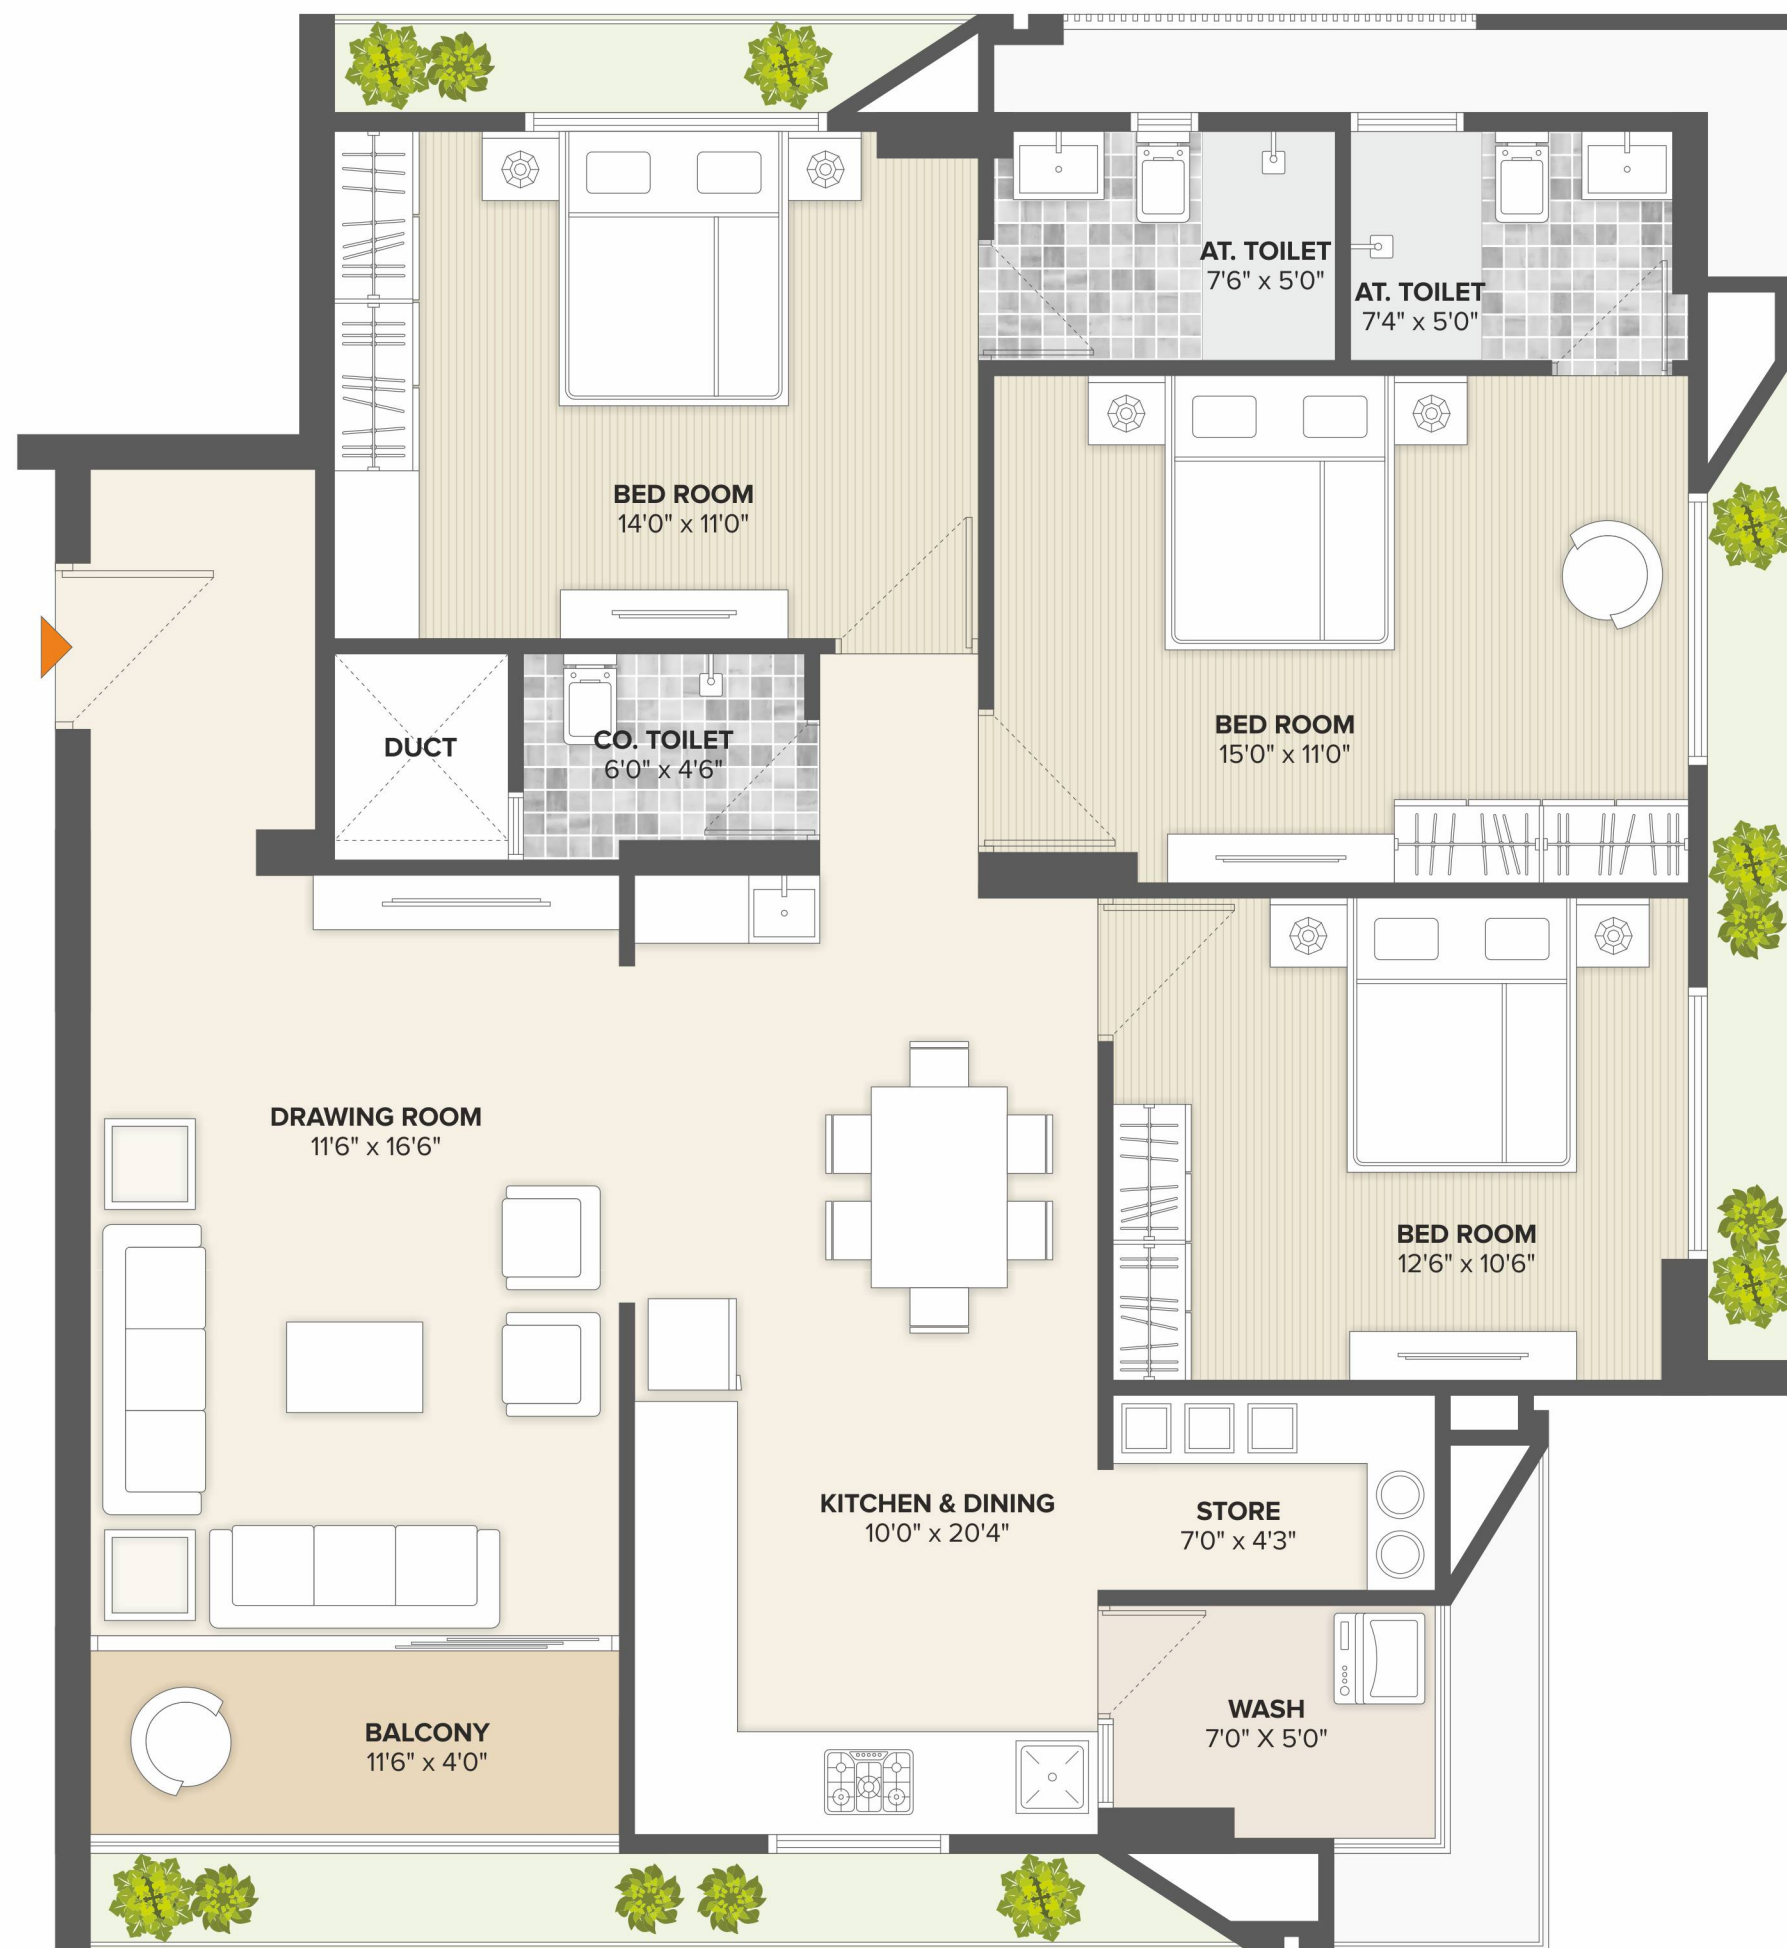 AT. TOILET
7'6" x 5'0"
AT. TOILET
7'4" x 5'0"
BED ROOM
14'0" x 11'0"
BED ROOM
15'0" x 11'0"
DUCT
CO. TOILET
6'0" x 4'6"
DRAWING ROOM
11'6" x 16'6"
BED ROOM
12'6" x 10'6"
KITCHEN & DINING
10'0" x 20'4"
STORE
7'0" x 4'3"
WASH
7'0" X 5'0"
BALCONY
11'6" x 4'0"